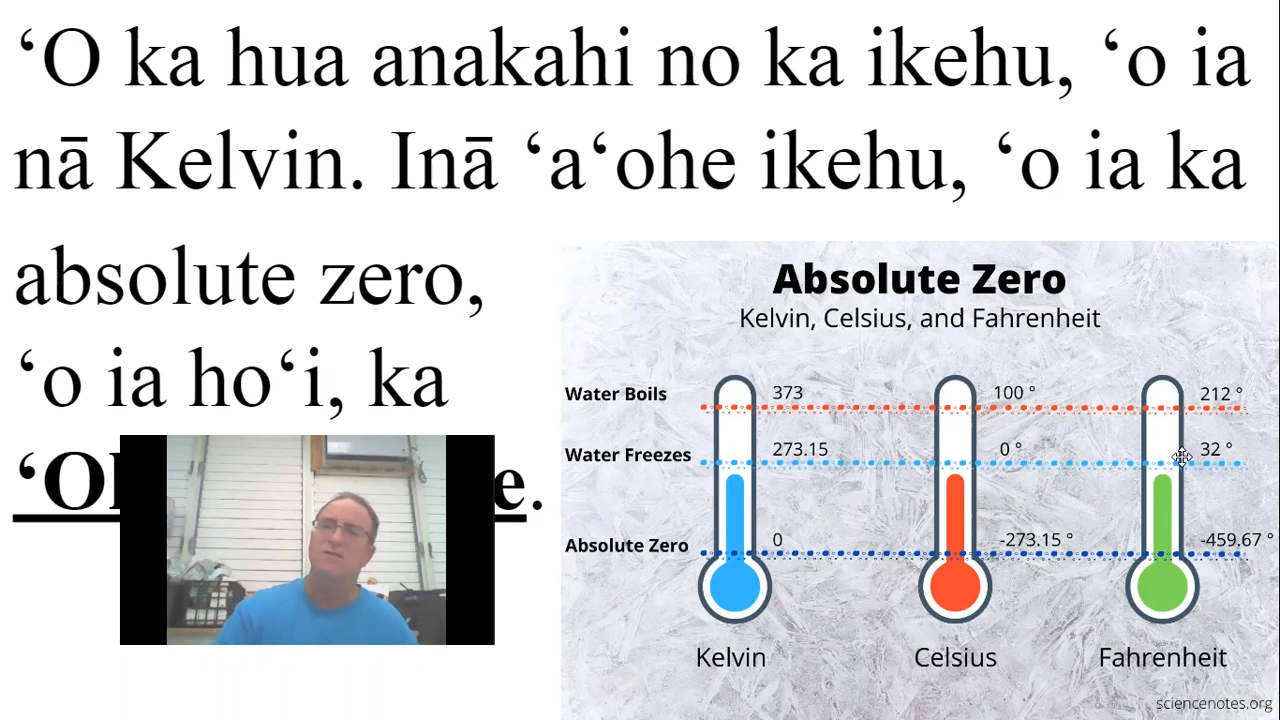 ʻO ka hua anakahi no ka ikehu, ʻo ia
nā Kelvin. Inā ʻaʻohe ikehu, ʻo ia ka
absolute zero,
ʻo ia hoʻi, ka
Absolute Zero
Kelvin, Celsius, and Fahrenheit
Water Boils 373 100 ° 212 °
Water Freezes 273.15 0 ° 32 °
Absolute Zero 0 -273.15 ° -459.67 °
Kelvin Celsius Fahrenheit
sciencenotes.org